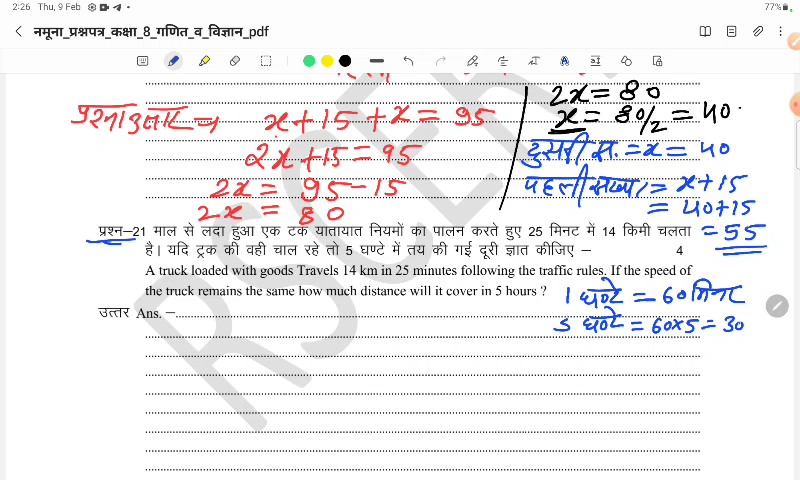 2:26 Thu, 9 Feb
77%
नमूना_प्रश्नपत्र_कक्षा_8_गणित_व_विज्ञान_pdf
2x = 80
x = 80/2 = 40
प्रश्नानुसार → x + 15 + x = 95
2x + 15 = 95
2x = 95 - 15
2x = 80
दुसरी सं. = x = 40
पहली संख्या = x + 15
= 40 + 15
= 55
प्रश्न–21 माल से लदा हुआ एक टक यातायात नियमों का पालन करते हुए 25 मिनट में 14 किमी चलता
है। यदि ट्रक की वही चाल रहे तो 5 घण्टे में तय की गई दूरी ज्ञात कीजिए – 4
A truck loaded with goods Travels 14 km in 25 minutes following the traffic rules. If the speed of
the truck remains the same how much distance will it cover in 5 hours ?
1 घण्टे = 60 मिनट
5 घण्टे = 60x5 = 30
उत्तर Ans. –
RSCER